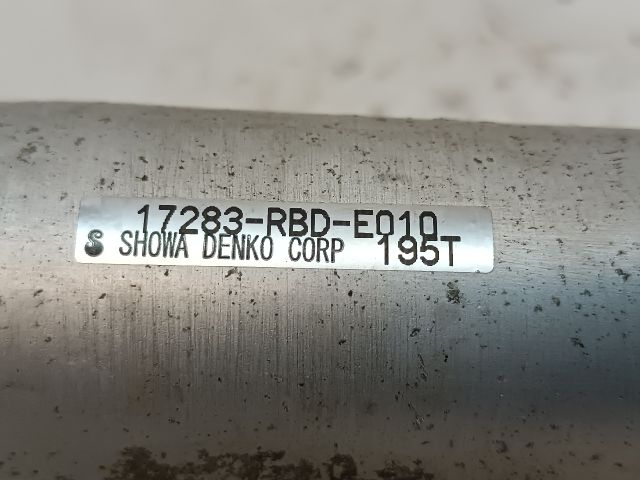 17283-RBD-E010
S SHOWA DENKO CORP 195T